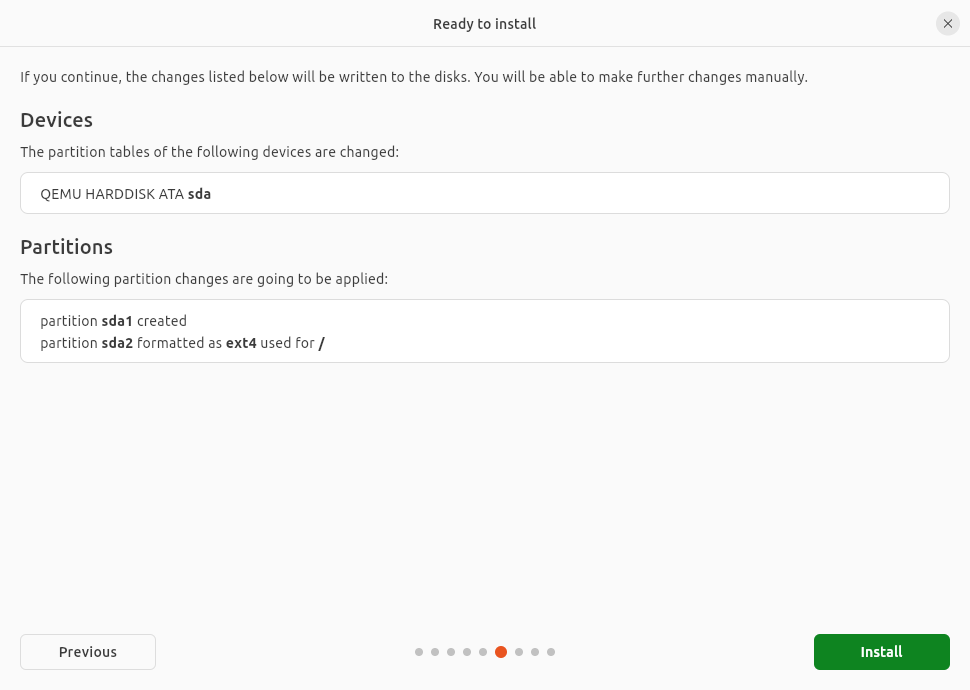 Ready to install
If you continue, the changes listed below will be written to the disks. You will be able to make further changes manually.
Devices
The partition tables of the following devices are changed:
QEMU HARDDISK ATA sda
Partitions
The following partition changes are going to be applied:
partition sda1 created
partition sda2 formatted as ext4 used for /
Previous
Install